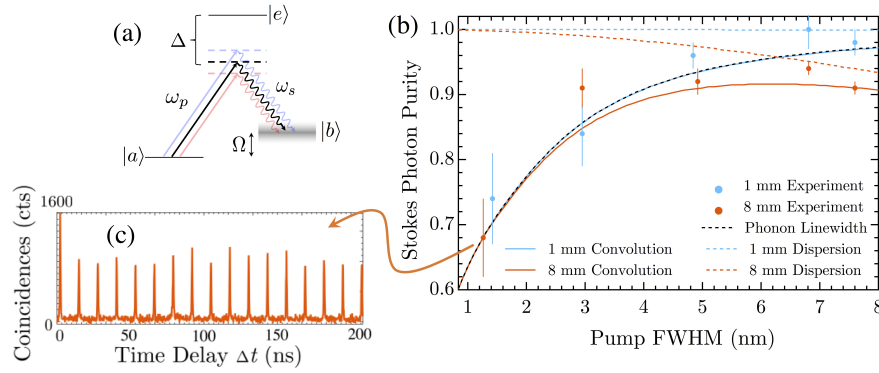 (a)
|e⟩
Δ
ω_p
ω_s
|a⟩
Ω
|b⟩
(b)
Stokes Photon Purity
1.0
0.9
0.8
0.7
0.6
1 mm Experiment
8 mm Experiment
Phonon Linewidth
1 mm Convolution
1 mm Dispersion
8 mm Convolution
8 mm Dispersion
1 2 3 4 5 6 7 8
Pump FWHM (nm)
(c)
Coincidences (cts)
1600
0
0 50 100 150 200
Time Delay Δt (ns)